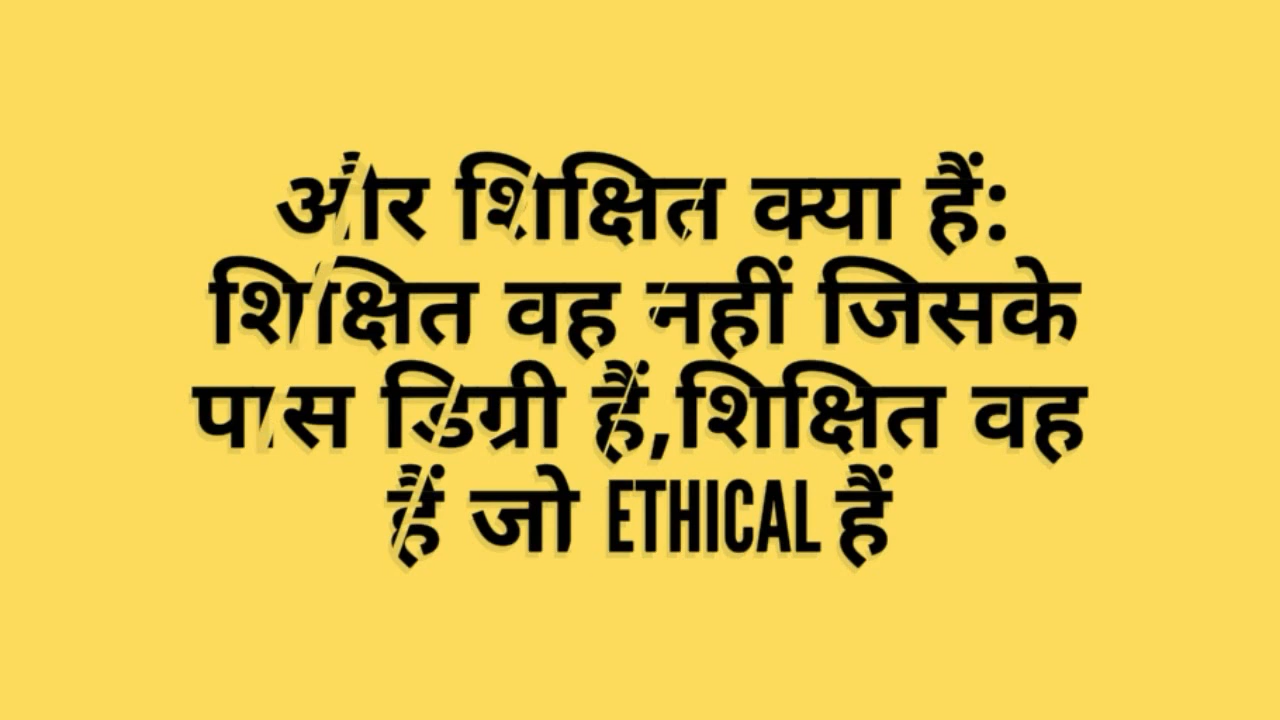 और शिक्षित क्या हैं:
शिक्षित वह नहीं जिसके
पास डिग्री हैं,शिक्षित वह
हैं जो ETHICAL हैं